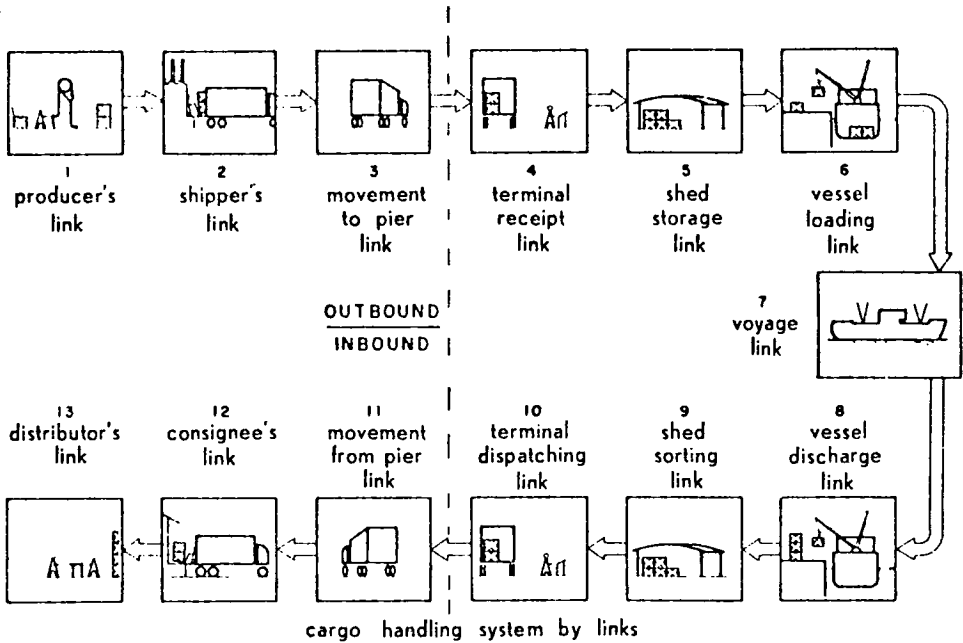 1
producer's
link
2
shipper's
link
3
movement
to pier
link
4
terminal
receipt
link
5
shed
storage
link
6
vessel
loading
link
7
voyage
link
OUTBOUND
INBOUND
13
distributor's
link
12
consignee's
link
11
movement
from pier
link
10
terminal
dispatching
link
9
shed
sorting
link
8
vessel
discharge
link
cargo handling system by links